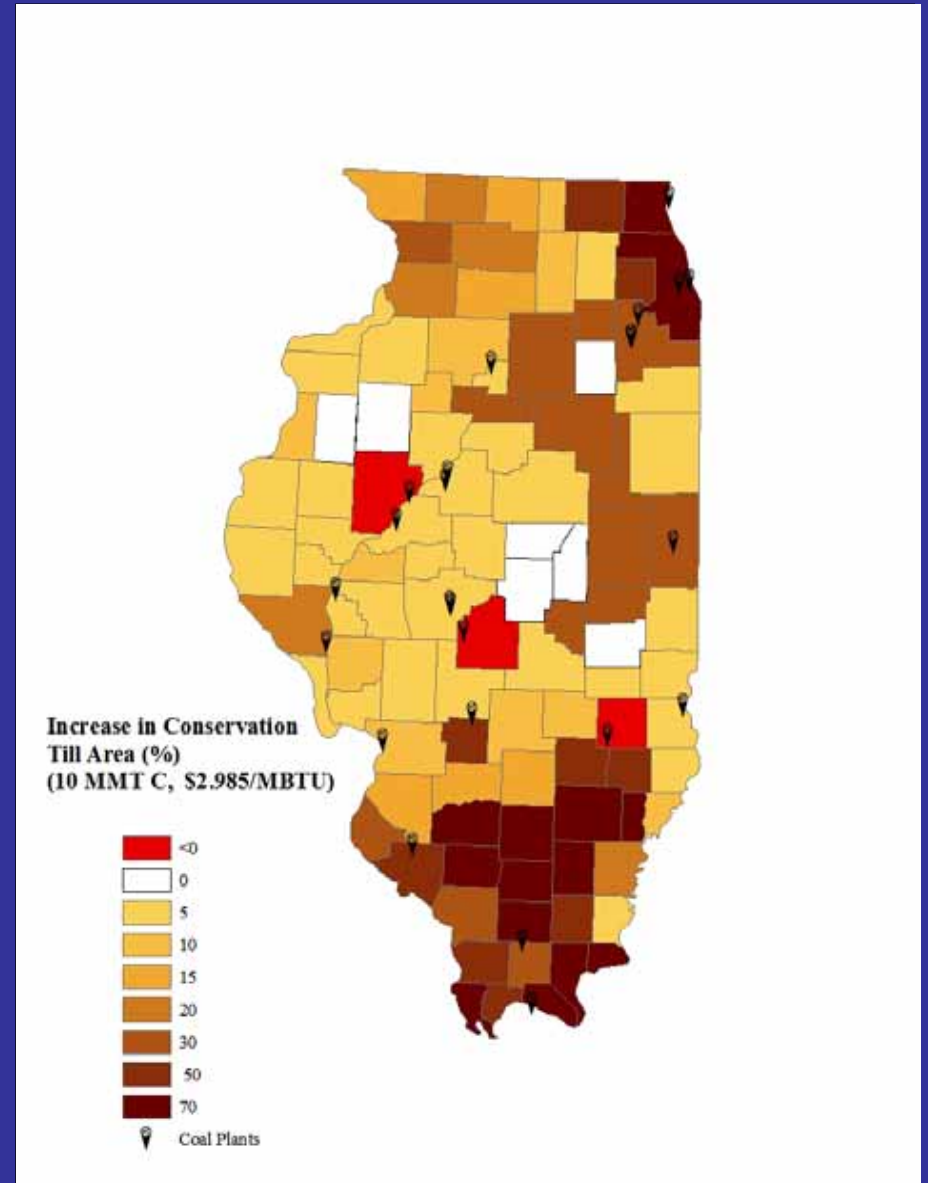 Increase in Conservation
Till Area (%)
(10 MMT C, $2.985/MBTU)
<0
0
5
10
15
20
30
50
70
Coal Plants